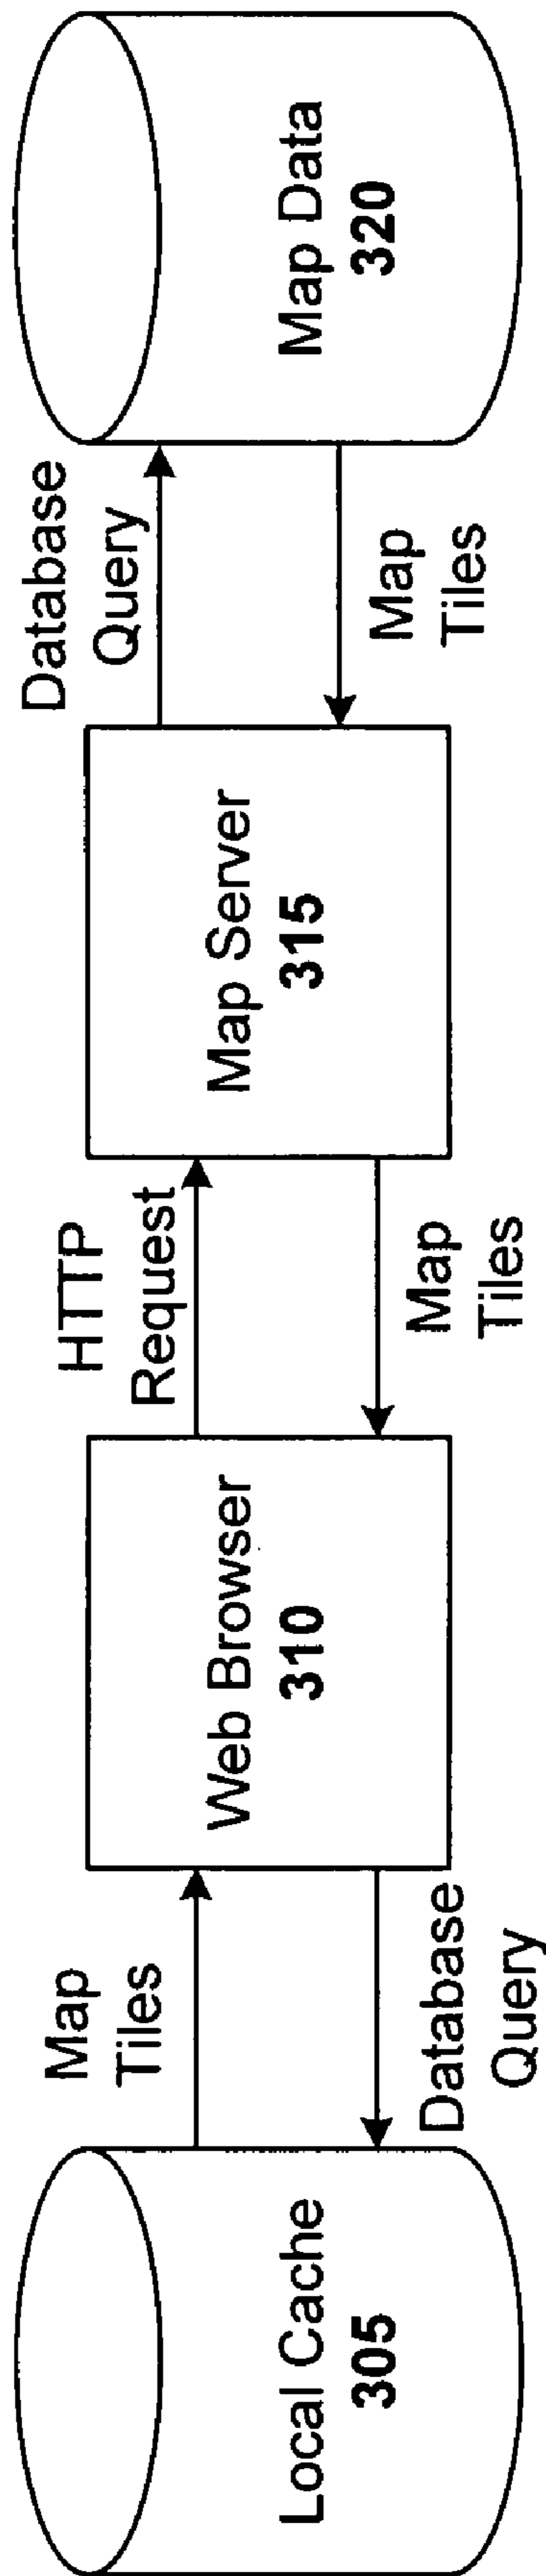 Local Cache
305
Map
Tiles
Database
Query
Web Browser
310
HTTP
Request
Map
Tiles
Map Server
315
Database
Query
Map
Tiles
Map Data
320